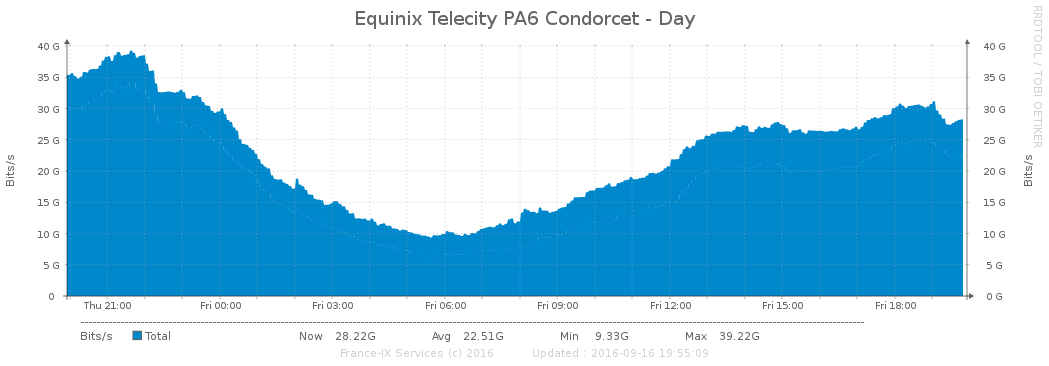 Equinix Telecity PA6 Condorcet - Day
RRDTOOL / TOBI OETIKER
Bits/s
40 G
35 G
30 G
25 G
20 G
15 G
10 G
5 G
0
40 G
35 G
30 G
25 G
20 G
15 G
10 G
5 G
0 G
Bits/s
Thu 21:00 Fri 00:00 Fri 03:00 Fri 06:00 Fri 09:00 Fri 12:00 Fri 15:00 Fri 18:00
Bits/s Total Now 28.22G Avg 22.51G Min 9.33G Max 39.22G
France-IX Services (c) 2016 Updated : 2016-09-16 19:55:09